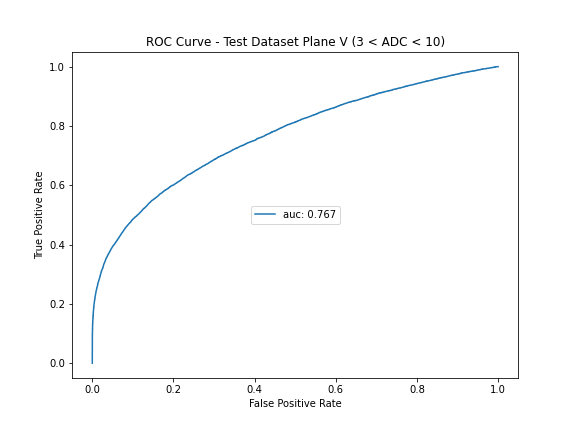 ROC Curve - Test Dataset Plane V (3 < ADC < 10)
1.0
0.8
0.6
0.4
0.2
0.0
True Positive Rate
auc: 0.767
0.0 0.2 0.4 0.6 0.8 1.0
False Positive Rate